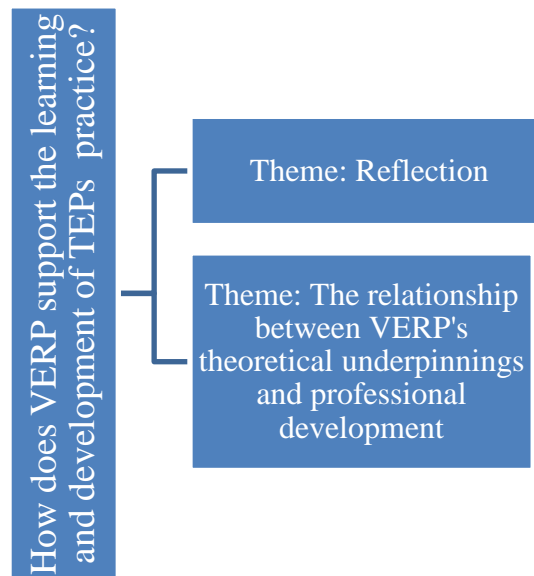 How does VERP support the learning
and development of TEPs practice?
Theme: Reflection
Theme: The relationship
between VERP's
theoretical underpinnings
and professional
development